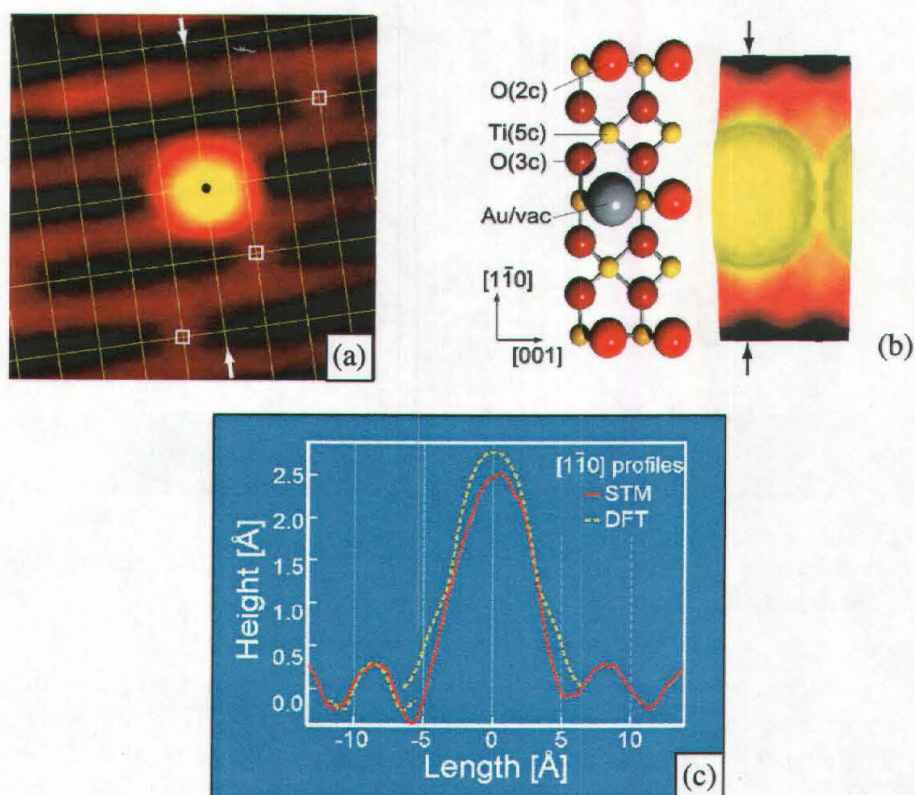 (a)
O(2c)
Ti(5c)
O(3c)
Au/vac
[11̄0]
[001]
(b)
[11̄0] profiles
STM
DFT
Height [Å]
2.5
2.0
1.5
1.0
0.5
0.0
-10 -5 0 5 10
Length [Å]
(c)